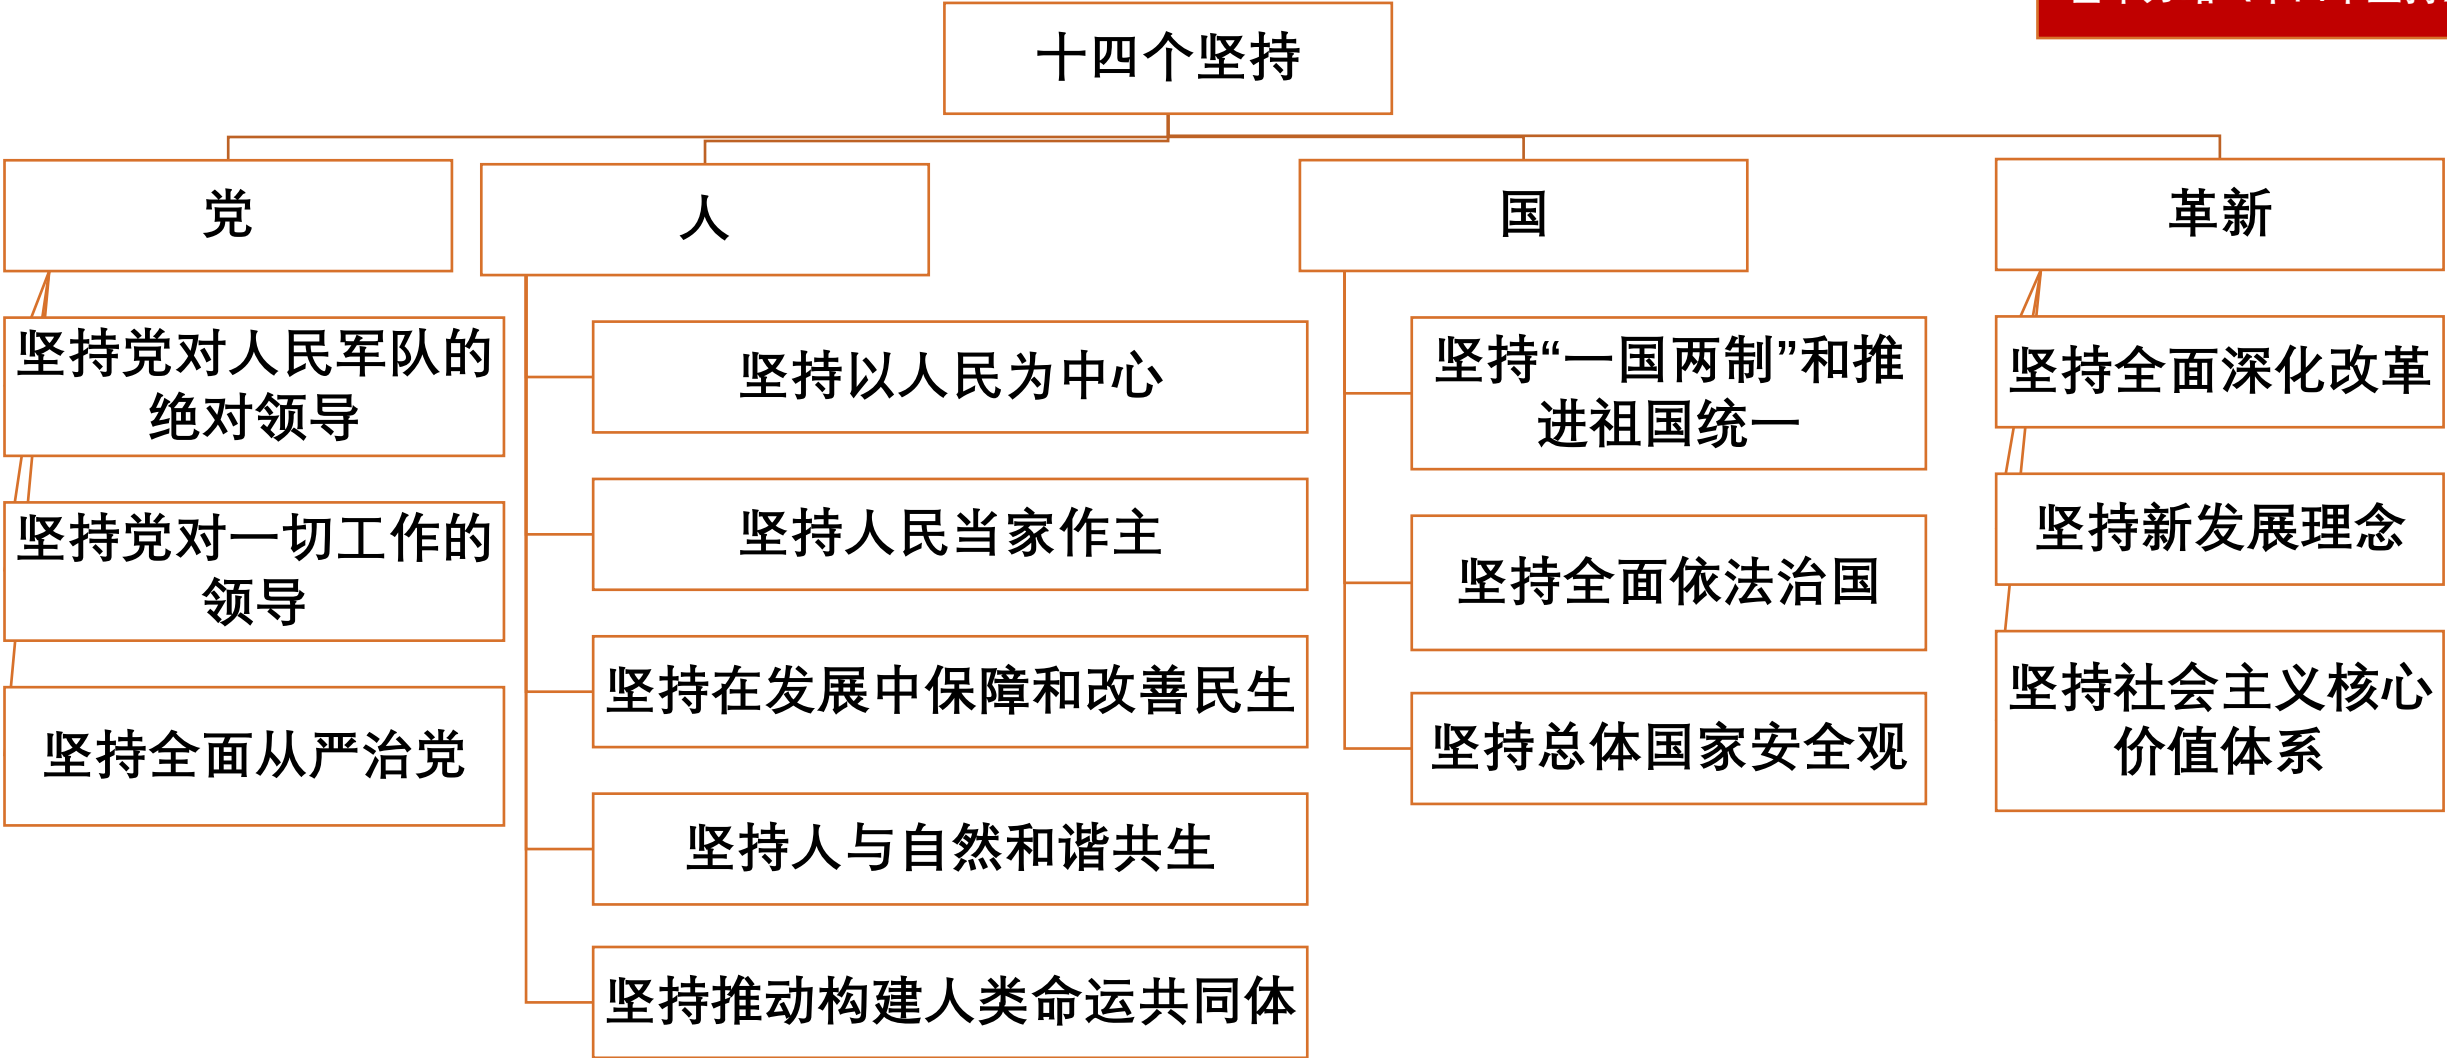 十四个坚持
党
人
国
革新
坚持党对人民军队的
绝对领导
坚持党对一切工作的
领导
坚持全面从严治党
坚持以人民为中心
坚持人民当家作主
坚持在发展中保障和改善民生
坚持人与自然和谐共生
坚持推动构建人类命运共同体
坚持“一国两制”和推
进祖国统一
坚持全面依法治国
坚持总体国家安全观
坚持全面深化改革
坚持新发展理念
坚持社会主义核心
价值体系